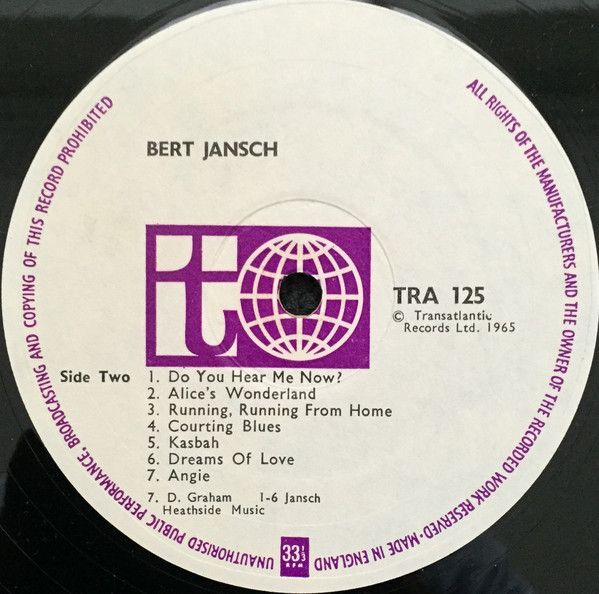 BERT JANSCH
t
TRA 125
© Transatlantic
Records Ltd. 1965
Side Two
1. Do You Hear Me Now?
2. Alice's Wonderland
3. Running, Running From Home
4. Courting Blues
5. Kasbah
6. Dreams Of Love
7. Angie
7. D. Graham 1-6 Jansch
Heathside Music
ALL RIGHTS OF THE MANUFACTURERS AND THE OWNER OF THE RECORDED WORK RESERVED-MADE IN ENGLAND
33 1/3
RPM
UNAUTHORISED PUBLIC PERFORMANCE, BROADCASTING AND COPYING OF THIS RECORD PROHIBITED